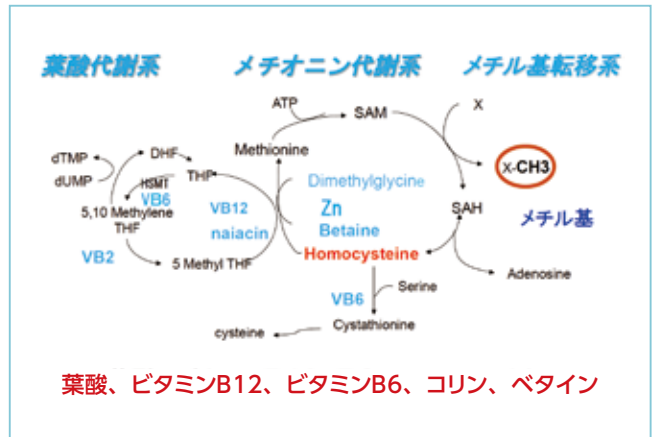 葉酸代謝系
メチオニン代謝系
メチル基転移系
ATP
SAM
X
Methionine
X-CH3
dTMP
DHF
THF
dUMP
HSMT
VB6
5,10 Methylene
THF
VB12
naiacin
Dimethylglycine
Zn
Betaine
SAH
メチル基
VB2
5 Methyl THF
Homocysteine
Adenosine
VB6
Serine
cysteine
Cystathionine
葉酸、ビタミンB12、ビタミンB6、コリン、ベタイン